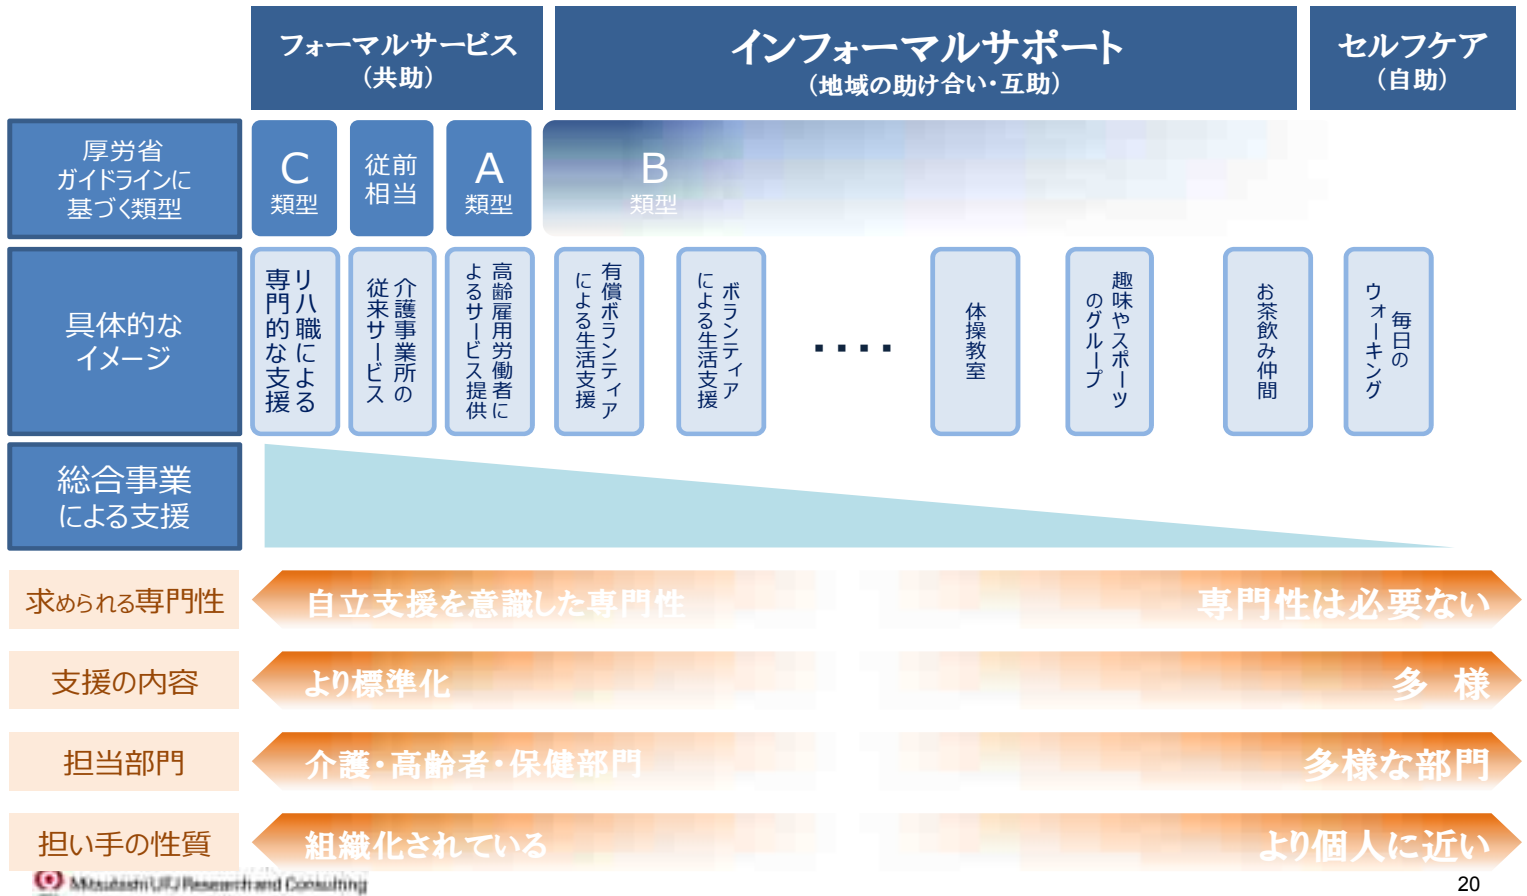 フォーマルサービス
（共助）
インフォーマルサポート
（地域の助け合い・互助）
セルフケア
（自助）
厚労省
ガイドラインに
基づく類型
C
類型
従前
相当
A
類型
B
類型
具体的な
イメージ
リハ職による
専門的な支援
介護事業所の
従来サービス
高齢雇用労働者に
よるサービス提供
有償ボランティア
による生活支援
ボランティア
による生活支援
・・・・
体操教室
趣味やスポーツ
のグループ
お茶飲み仲間
毎日の
ウォーキング
総合事業
による支援
求められる専門性
自立支援を意識した専門性
専門性は必要ない
支援の内容
より標準化
多 様
担当部門
介護・高齢者・保健部門
多様な部門
担い手の性質
組織化されている
より個人に近い
Mitsubishi UFJ Research and Consulting
20